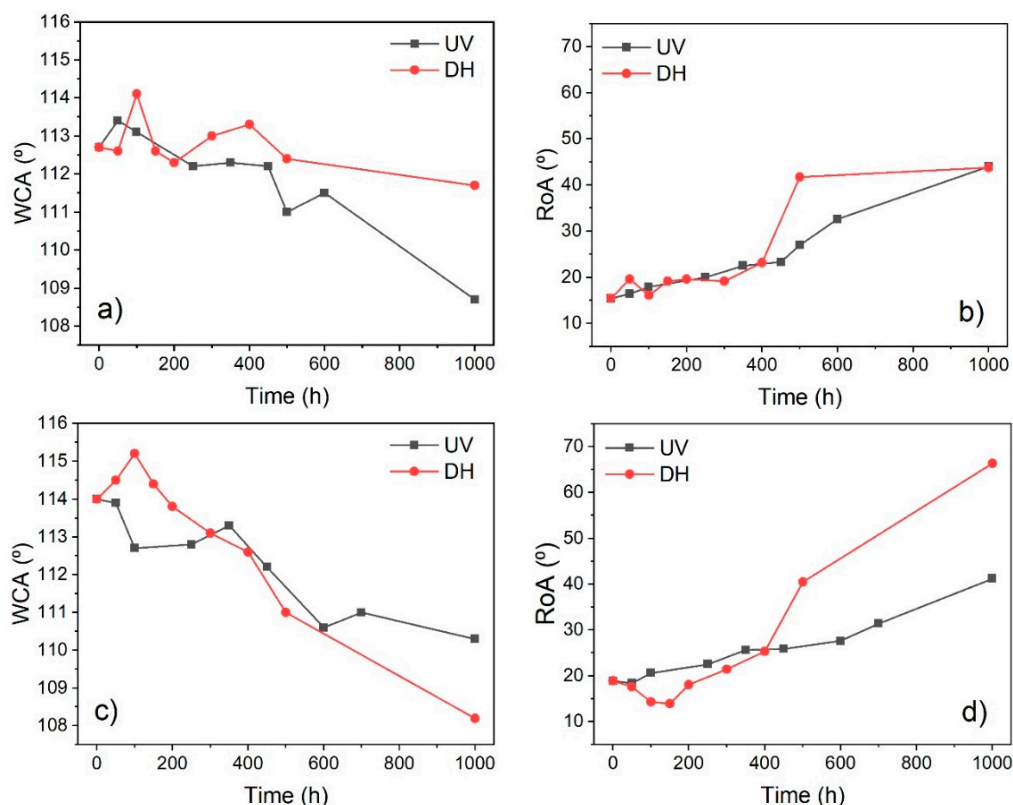 116
115
114
113
112
111
110
109
108
WCA (º)
UV
DH
a)
0 200 400 600 800 1000
Time (h)
70
60
50
40
30
20
10
RoA (º)
UV
DH
b)
0 200 400 600 800 1000
Time (h)
116
115
114
113
112
111
110
109
108
WCA (º)
UV
DH
c)
0 200 400 600 800 1000
Time (h)
70
60
50
40
30
20
10
RoA (º)
UV
DH
d)
0 200 400 600 800 1000
Time (h)